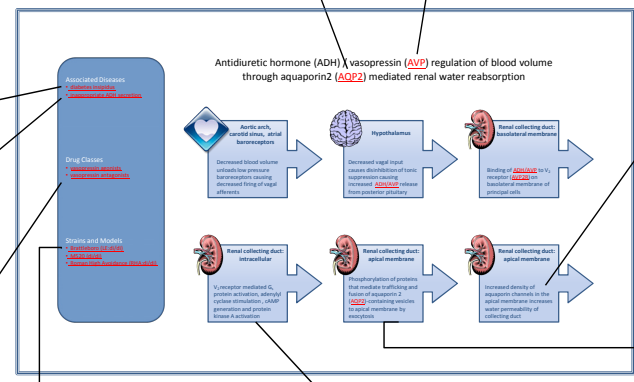 Antidiuretic hormone (ADH) / vasopressin (AVP) regulation of blood volume
through aquaporin2 (AQP2) mediated renal water reabsorption
Associated Diseases
• diabetes insipidus
• inappropriate ADH secretion
Drug Classes
• vasopressin agonists
• vasopressin antagonists
Strains and Models
Aortic arch,
carotid sinus, atrial
baroreceptors
Decreased blood volume
unloads low pressure
baroreceptors causing
decreased firing of vagal
afferents
Hypothalamus
Decreased vagal input
causes disinhibition of tonic
suppression causing
increased ADH/AVP release
from posterior pituitary
Renal collecting duct:
basolateral membrane
Binding of ADH/AVP to V2
receptor (AVP2R) on
basolateral membrane of
principal cells
Renal collecting duct:
intracellular
V2 receptor mediated Gs
protein activation, adenylyl
cyclase stimulation, cAMP
generation and protein
kinase A activation
Renal collecting duct:
apical membrane
Phosphorylation of proteins
that mediate trafficking and
fusion of aquaporin 2
(AQP2)-containing vesicles
to apical membrane by
exocytosis
Renal collecting duct:
apical membrane
Increased density of
aquaporin channels in the
apical membrane increases
water permeability of
collecting duct